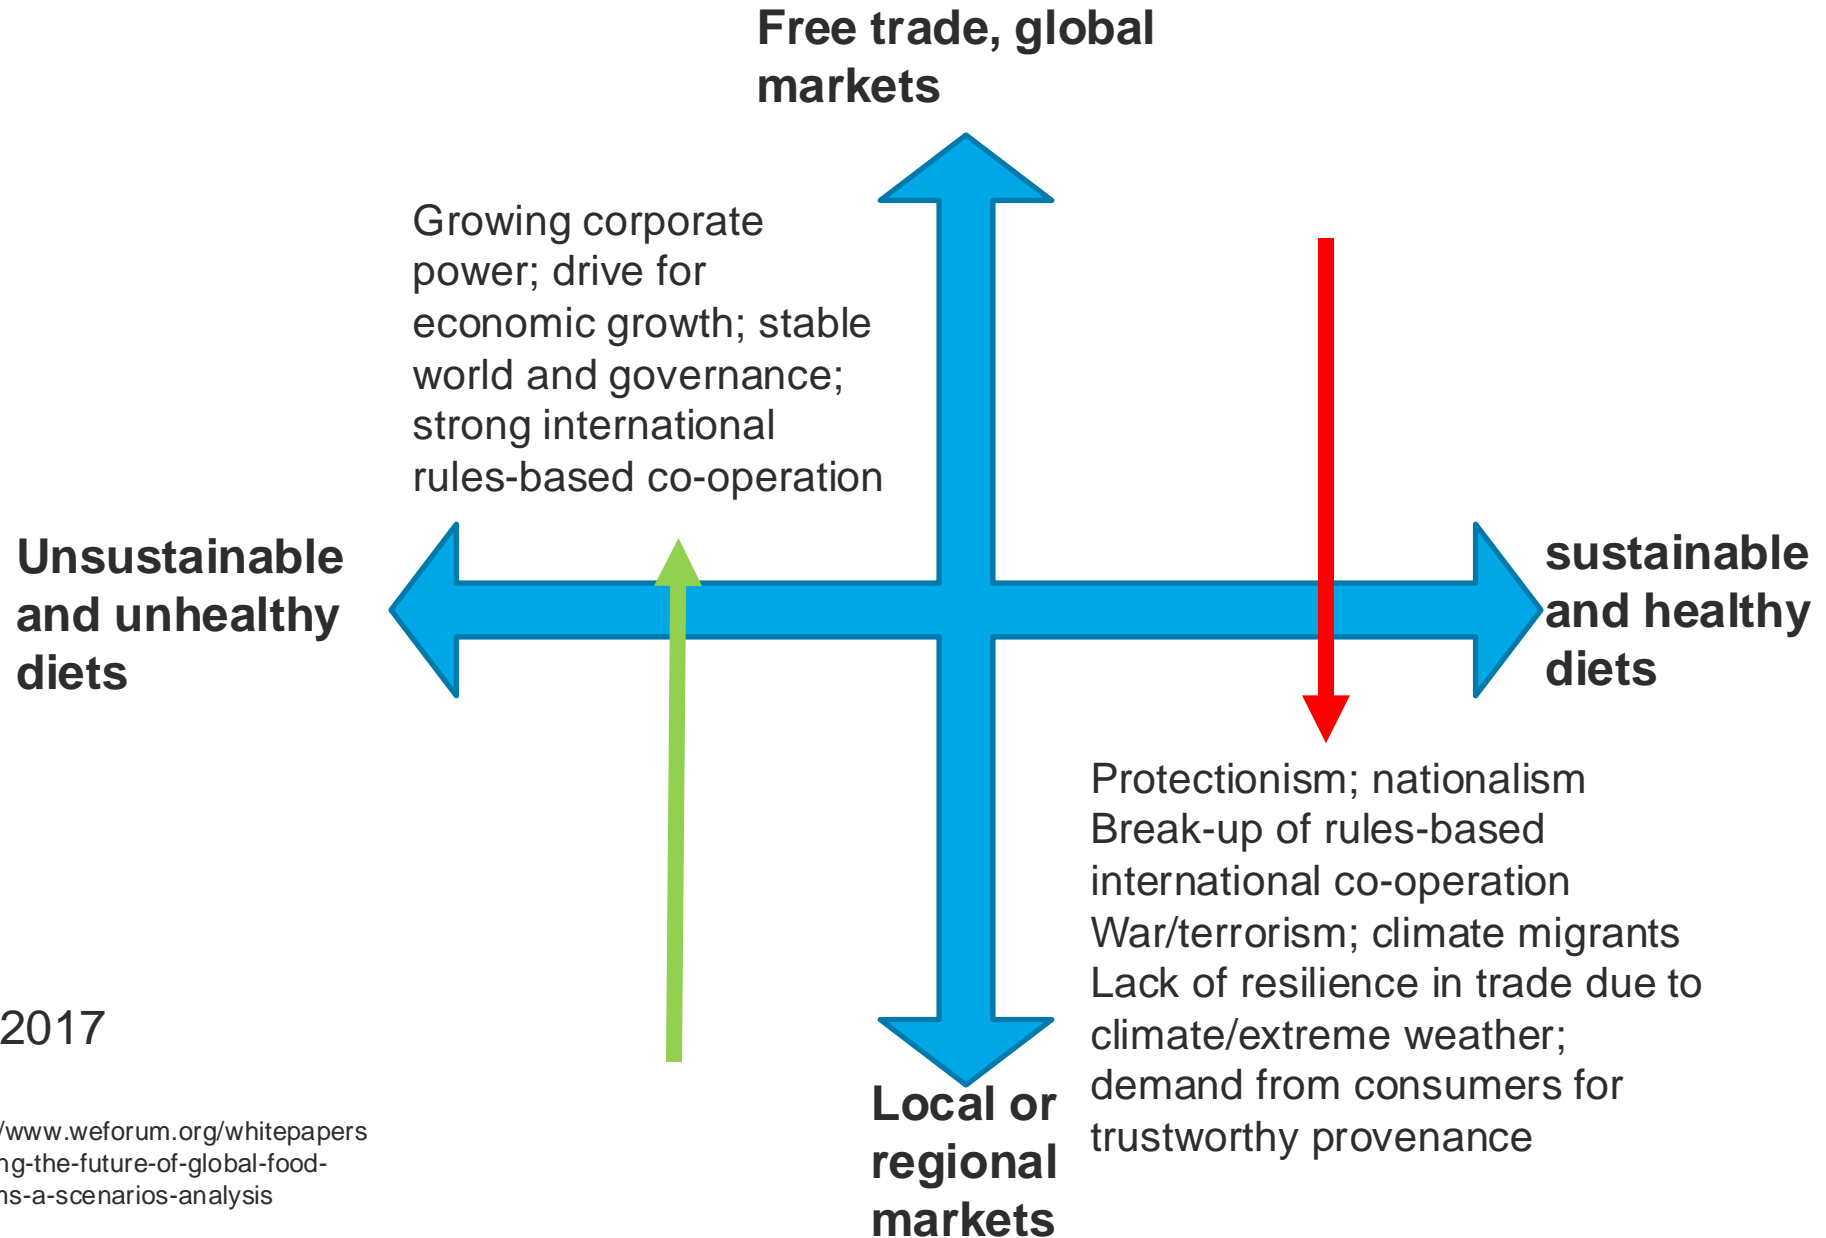 Free trade, global
markets
Growing corporate
power; drive for
economic growth; stable
world and governance;
strong international
rules-based co-operation
Unsustainable
and unhealthy
diets
sustainable
and healthy
diets
Protectionism; nationalism
Break-up of rules-based
international co-operation
War/terrorism; climate migrants
Lack of resilience in trade due to
climate/extreme weather;
demand from consumers for
trustworthy provenance
2017
/www.weforum.org/whitepapers
ng-the-future-of-global-food-
ns-a-scenarios-analysis
Local or
regional
markets